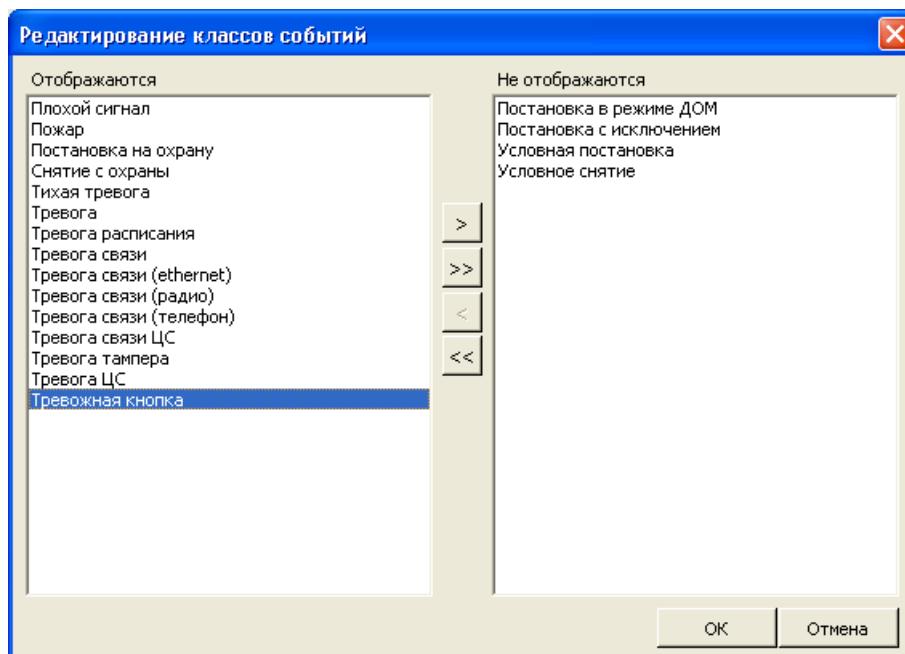 Редактирование классов событий
Отображаются
Плохой сигнал
Пожар
Постановка на охрану
Снятие с охраны
Тихая тревога
Тревога
Тревога расписания
Тревога связи
Тревога связи (ethernet)
Тревога связи (радио)
Тревога связи (телефон)
Тревога связи ЦС
Тревога тампера
Тревога ЦС
Тревожная кнопка
>
>>
<
<<
Не отображаются
Постановка в режиме ДОМ
Постановка с исключением
Условная постановка
Условное снятие
ОК
Отмена